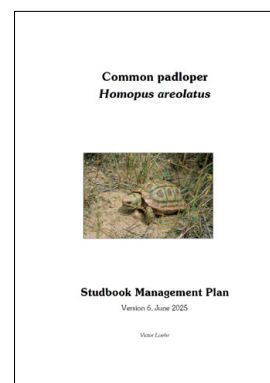 Common padloper
Homopus areolatus
Studbook Management Plan
Version 6, June 2025
Victor Loehr